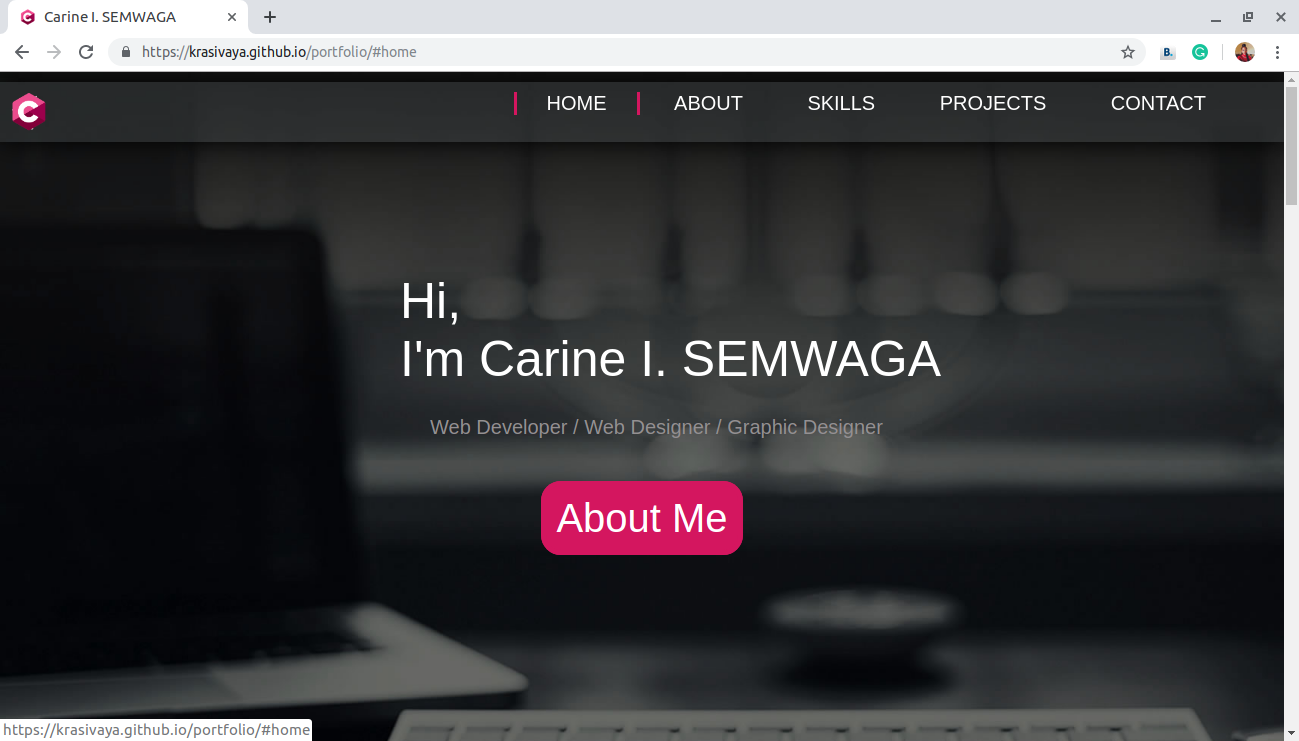 Carine I. SEMWAGA
https://krasivaya.github.io/portfolio/#home
B.
C
HOME ABOUT SKILLS PROJECTS CONTACT
Hi,
I'm Carine I. SEMWAGA
Web Developer / Web Designer / Graphic Designer
About Me
https://krasivaya.github.io/portfolio/#home